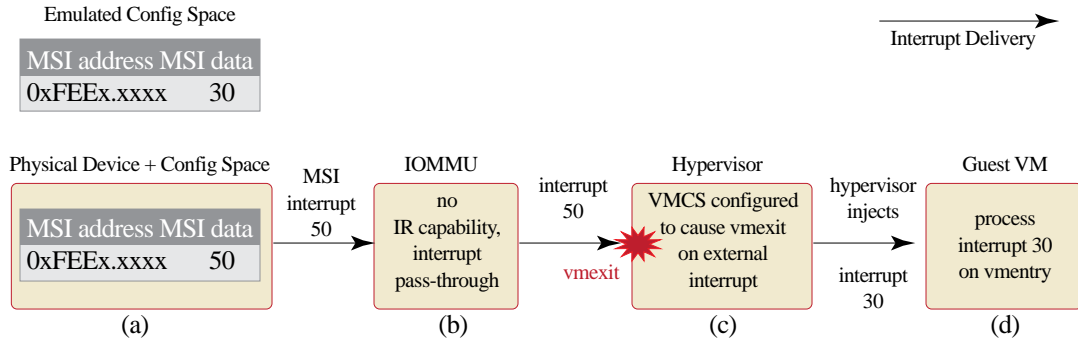 Emulated Config Space
MSI address MSI data
0xFEEx.xxxx 30
Interrupt Delivery
Physical Device + Config Space
MSI address MSI data
0xFEEx.xxxx 50
(a)
MSI
interrupt
50
IOMMU
no
IR capability,
interrupt
pass-through
(b)
interrupt
50
vmexit
Hypervisor
VMCS configured
to cause vmexit
on external
interrupt
(c)
hypervisor
injects
interrupt
30
Guest VM
process
interrupt 30
on vmentry
(d)